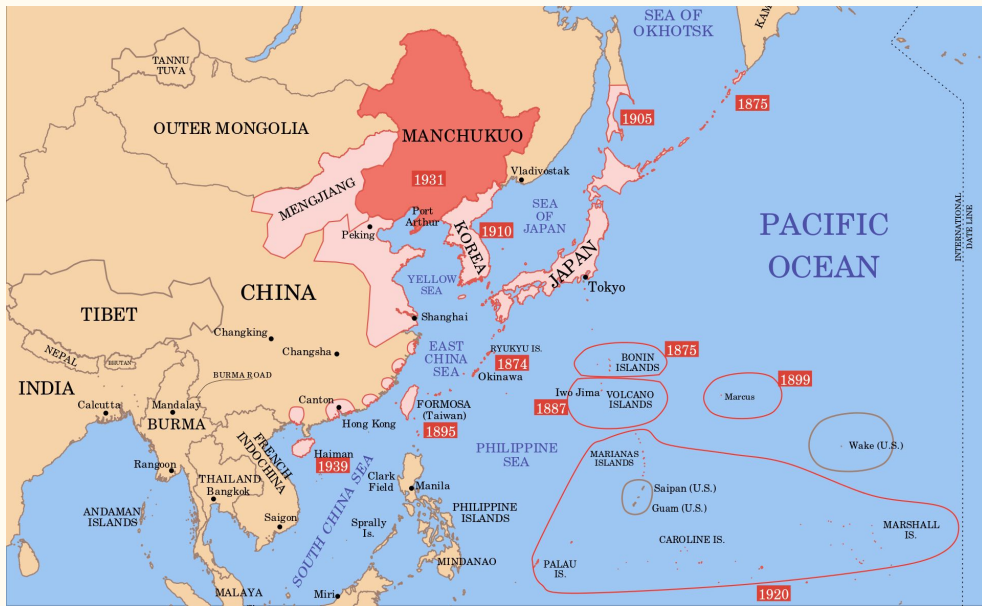 SEA OF
OKHOTSK
KAM
TANNU
TUVA
1875
1905
OUTER MONGOLIA
MANCHUKUO
Vladivostak
1931
MENGJIANG
Port
Arthur
SEA
OF
JAPAN
INTERNATIONAL
DATE LINE
PACIFIC
OCEAN
Peking
1910
KOREA
JAPAN
YELLOW
SEA
Tokyo
CHINA
TIBET
Shanghai
Changking
Changsha
NEPAL
BHUTAN
EAST
CHINA
SEA
RYUKYU IS.
1874
Okinawa
BONIN
ISLANDS
1875
INDIA
BURMA ROAD
1899
Iwo Jima
VOLCANO
ISLANDS
1887
Marcus
Calcutta
Mandalay
BURMA
Canton
Hong Kong
FORMOSA
(Taiwan)
1895
FRENCH
INDOCHINA
Haiman
1939
PHILIPPINE
SEA
MARIANAS
ISLANDS
Wake (U.S.)
Rangoon
THAILAND
Bangkok
Clark
Field
Manila
Saipan (U.S.)
Guam (U.S.)
ANDAMAN
ISLANDS
Saigon
SOUTH CHINA SEA
Sprally
Is.
PHILIPPINE
ISLANDS
MINDANAO
CAROLINE IS.
MARSHALL
IS.
PALAU
IS.
MALAYA
Miri
1920